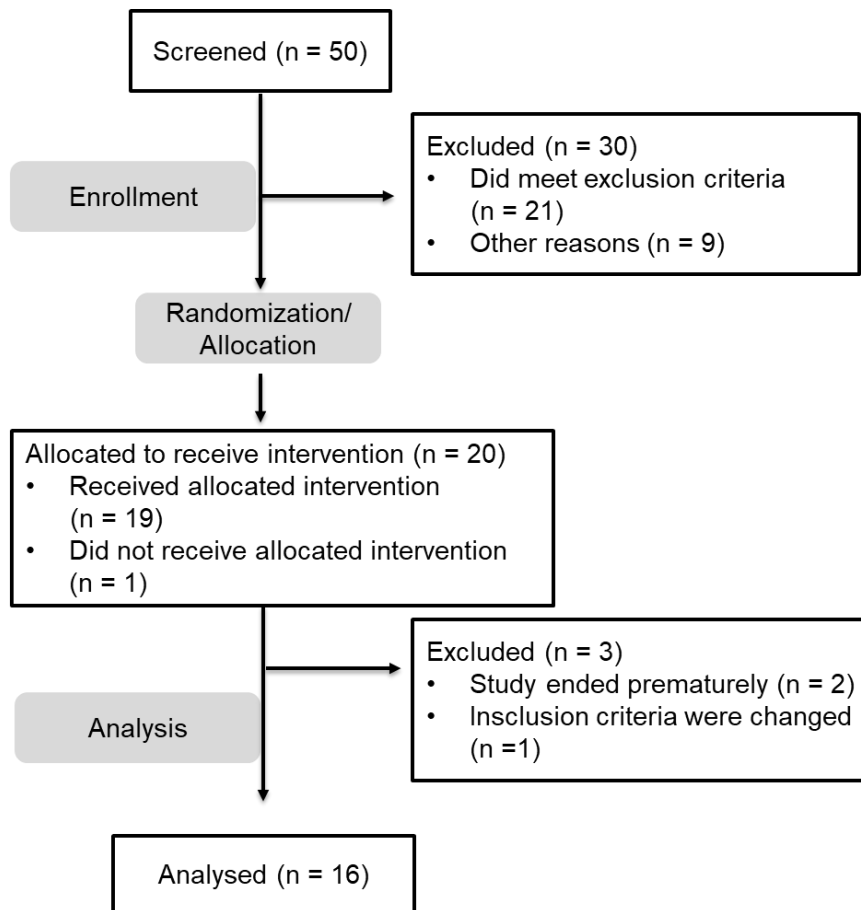 Screened (n = 50)
Enrollment
Excluded (n = 30)
• Did meet exclusion criteria
(n = 21)
• Other reasons (n = 9)
Randomization/
Allocation
Allocated to receive intervention (n = 20)
• Received allocated intervention
(n = 19)
• Did not receive allocated intervention
(n = 1)
Excluded (n = 3)
• Study ended prematurely (n = 2)
• Insclusion criteria were changed
(n =1)
Analysis
Analysed (n = 16)